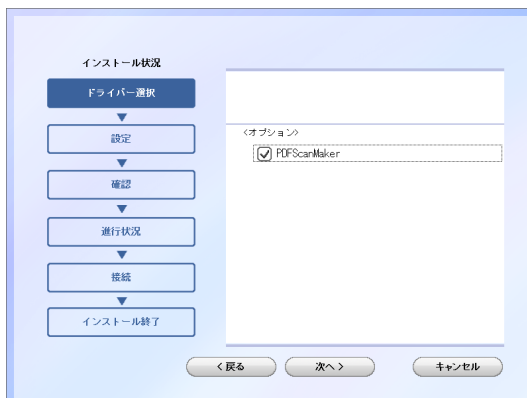 インストール状況
ドライバー選択
設定
確認
進行状況
接続
インストール終了
<オプション>
PDFScanMaker
< 戻る
次へ >
キャンセル